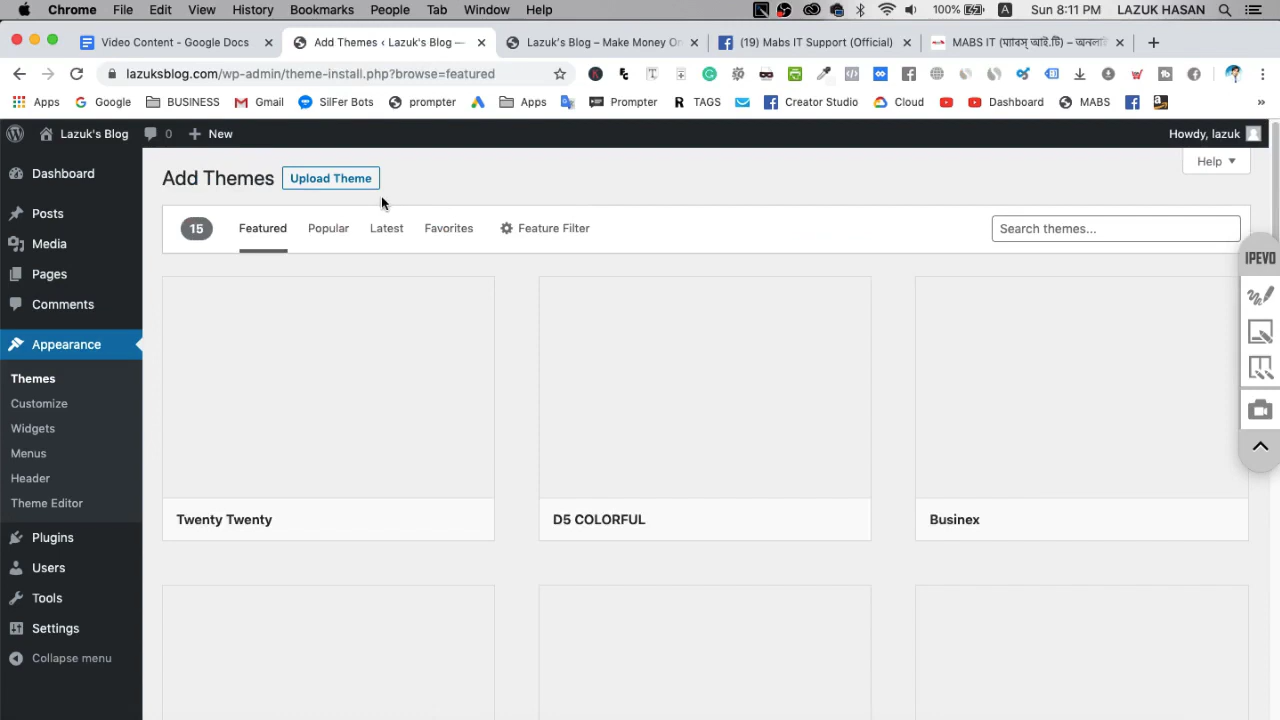 Chrome File Edit View History Bookmarks People Tab Window Help 100% A Sun 8:11 PM LAZUK HASAN
Video Content - Google Docs × Add Themes ‹ Lazuk's Blog — × Lazuk's Blog – Make Money On × (19) Mabs IT Support (Official) × MABS IT (ম্যাবস্ আই.টি) – অনলাই ×
lazuksblog.com/wp-admin/theme-install.php?browse=featured
Apps Google BUSINESS Gmail SilFer Bots prompter Apps Prompter R TAGS Creator Studio Cloud Dashboard MABS »
Lazuk's Blog 0 + New Howdy, lazuk
Help
Add Themes Upload Theme
15 Featured Popular Latest Favorites Feature Filter Search themes...
Dashboard
Posts
Media
Pages
Comments
Appearance
Themes
Customize
Widgets
Menus
Header
Theme Editor
Plugins
Users
Tools
Settings
Collapse menu
IPEVO
Twenty Twenty D5 COLORFUL Businex